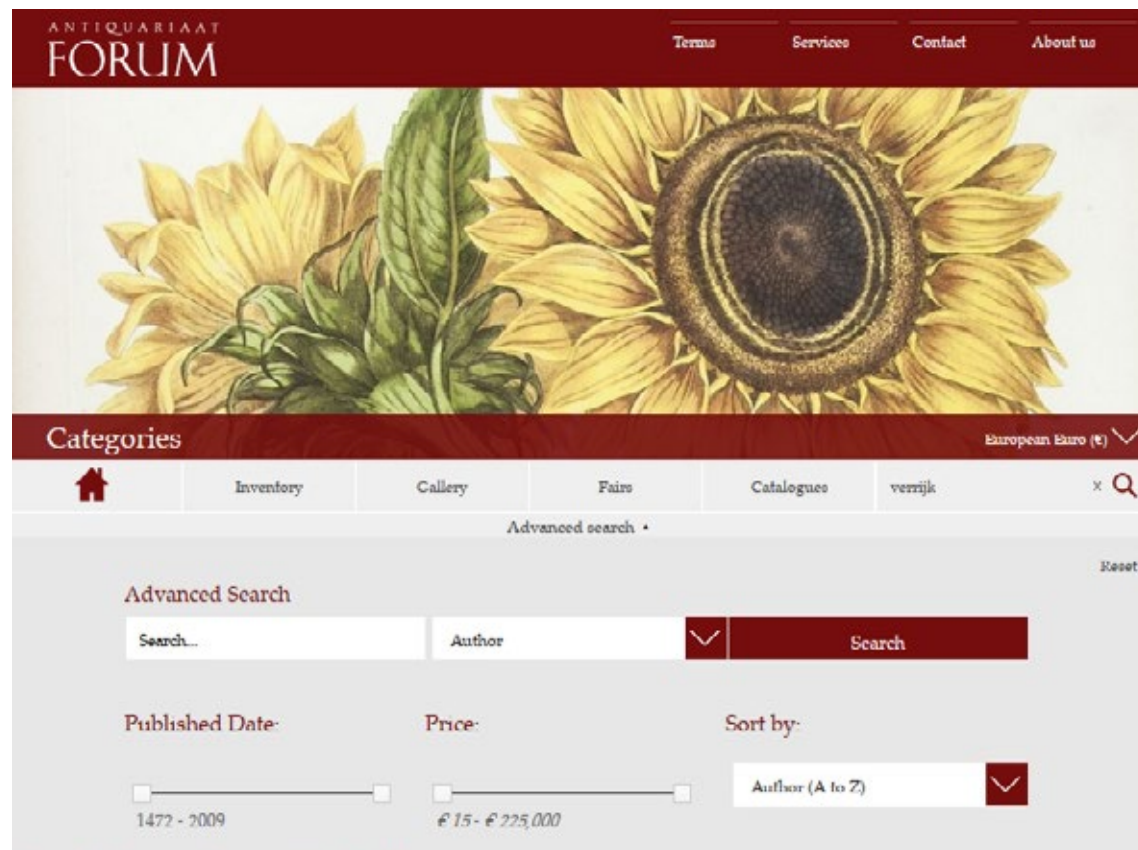 ANTIQUARIAAT
FORUM
Terms Services Contact About us
Categories
European Euro (€)
Inventory Gallery Fairs Catalogues verrijk x
Advanced search
Reset
Advanced Search
Search... Author Search
Published Date: Price: Sort by:
Author (A to Z)
1472 - 2009 € 15 - € 225,000